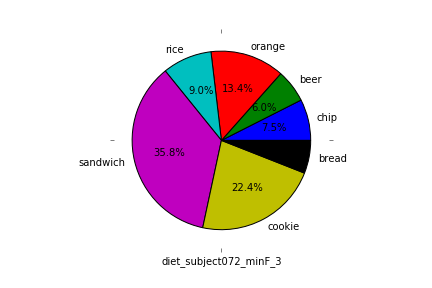 orange
rice
beer
13.4%
9.0%
6.0%
chip
7.5%
35.8%
bread
sandwich
22.4%
cookie
diet_subject072_minF_3